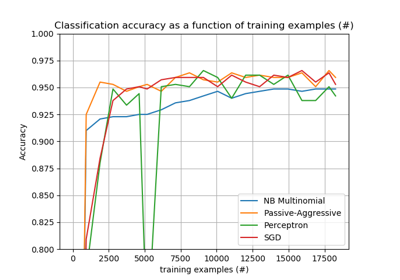 Classification accuracy as a function of training examples (#)
1.000
0.975
0.950
0.925
0.900
0.875
0.850
0.825
0.800
Accuracy
NB Multinomial
Passive-Aggressive
Perceptron
SGD
0 2500 5000 7500 10000 12500 15000 17500
training examples (#)